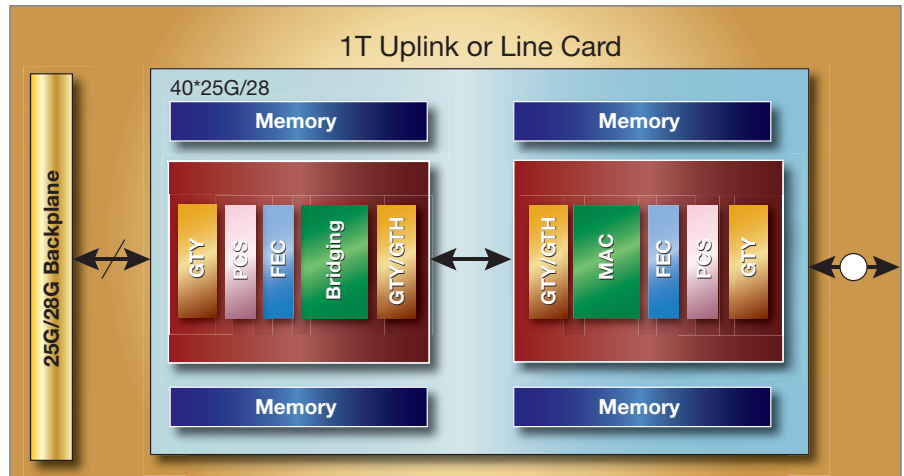 1T Uplink or Line Card
25G/28G Backplane
40*25G/28
Memory
Memory
GTY
PCS
FEC
Bridging
GTY/GTH
GTY/GTH
MAC
FEC
PCS
GTY
Memory
Memory